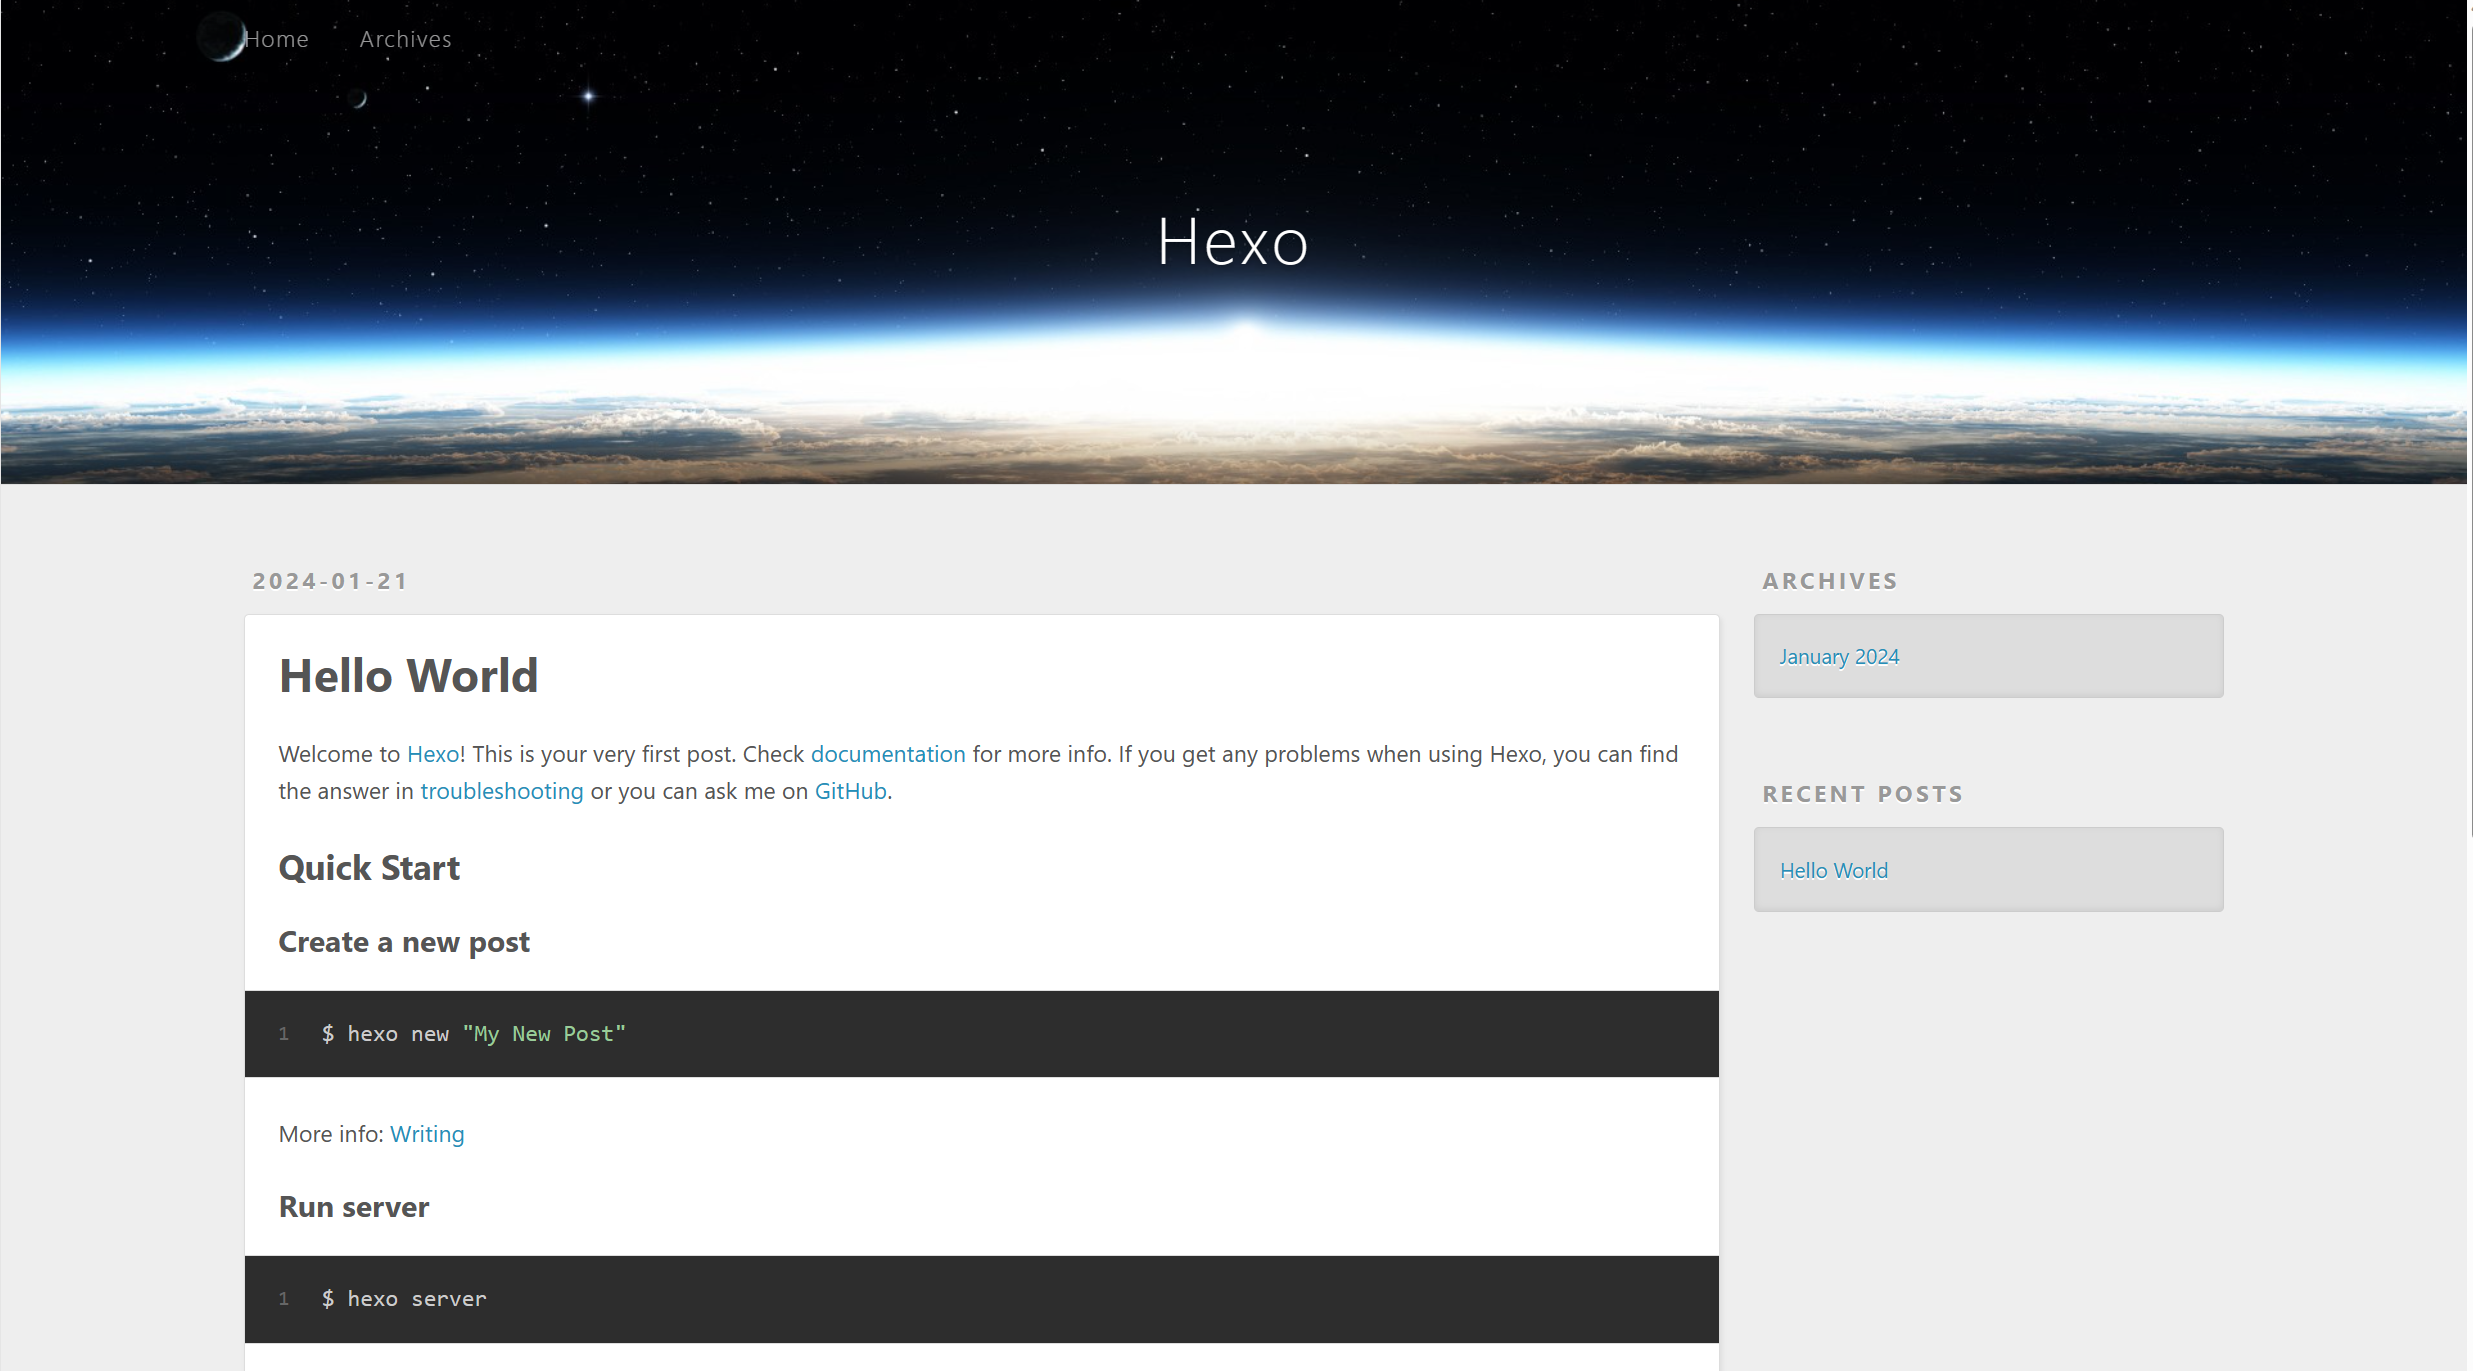 Home Archives
Hexo
2024-01-21
Hello World
Welcome to Hexo! This is your very first post. Check documentation for more info. If you get any problems when using Hexo, you can find
the answer in troubleshooting or you can ask me on GitHub.
Quick Start
Create a new post
1 $ hexo new "My New Post"
More info: Writing
Run server
1 $ hexo server
ARCHIVES
January 2024
RECENT POSTS
Hello World